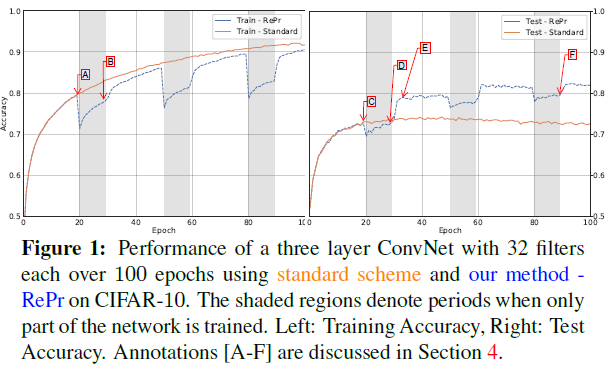 1.0
0.9
0.8
0.7
0.6
0.5
0
20
40
60
80
10
Accuracy
Epoch
Train - RePr
Train - Standard
A
B
0
20
40
60
80
100
Epoch
1.0
0.9
0.8
0.7
0.6
0.5
Test - RePr
Test - Standard
C
D
E
F
Figure 1: Performance of a three layer ConvNet with 32 filters
each over 100 epochs using standard scheme and our method -
RePr on CIFAR-10. The shaded regions denote periods when only
part of the network is trained. Left: Training Accuracy, Right: Test
Accuracy. Annotations [A-F] are discussed in Section 4.